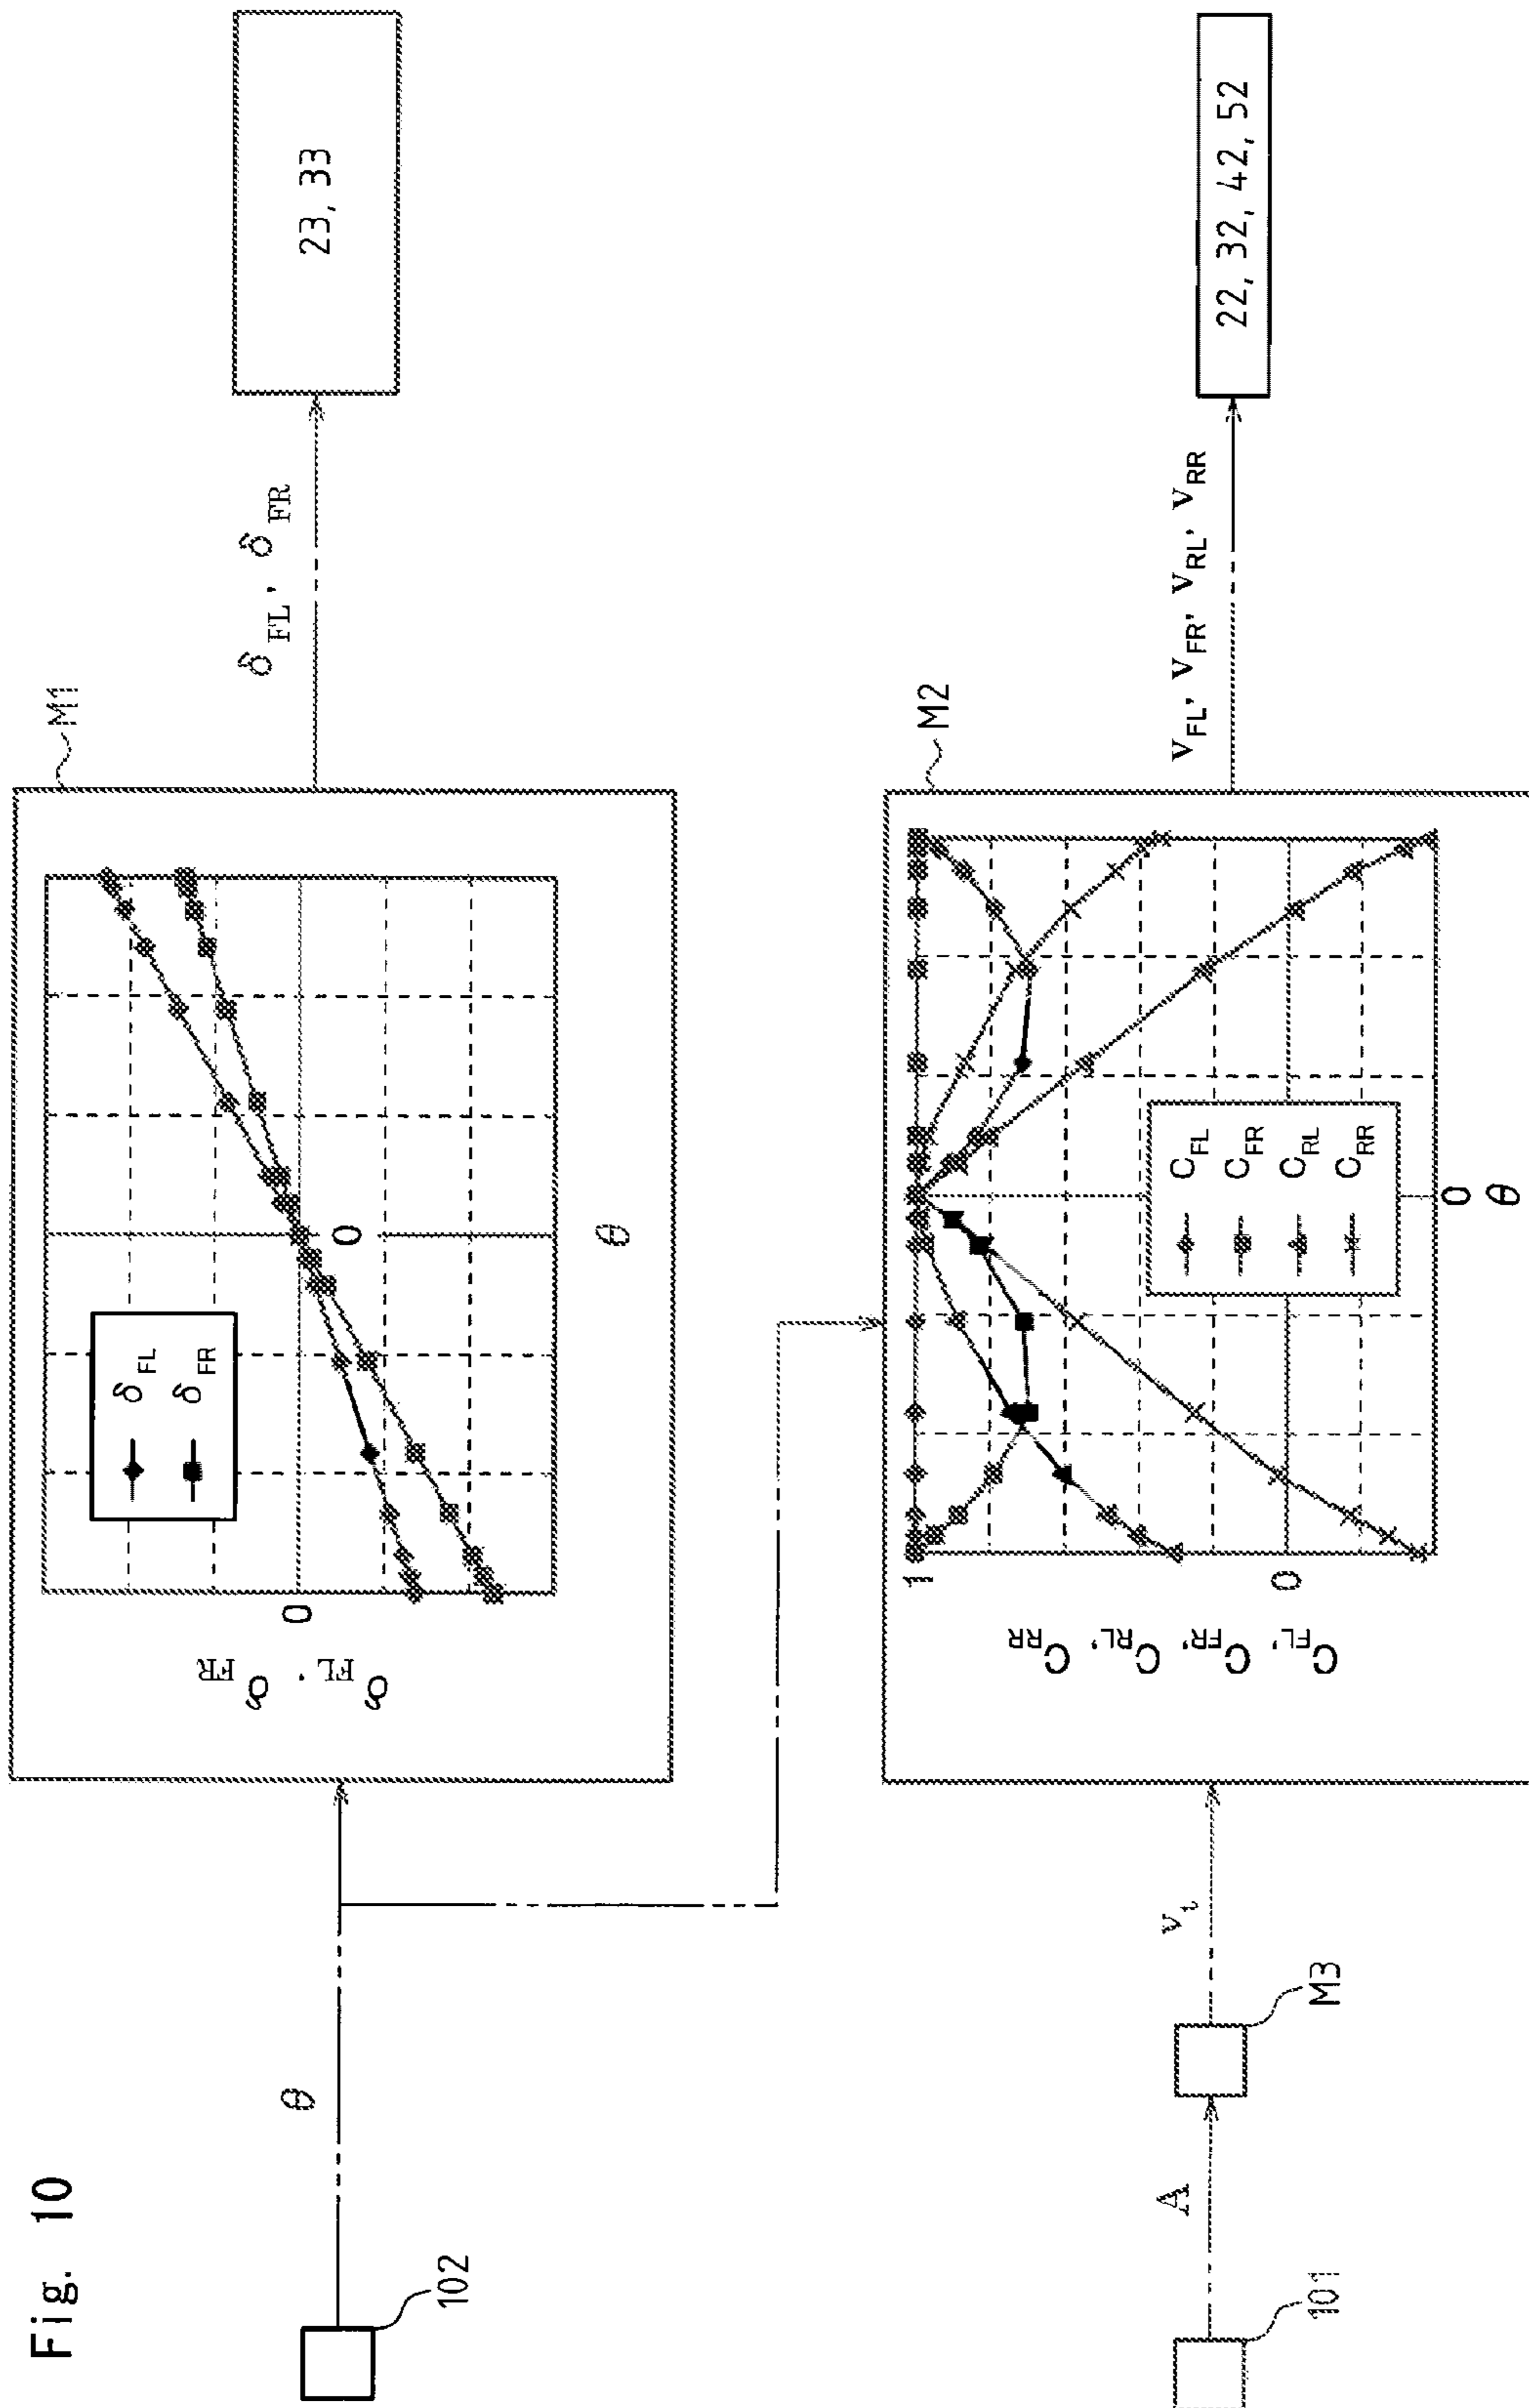 Fig. 10
102
θ
M1
δFL, δFR
0
δFL
δFR
0
θ
δFL, δFR
23, 33
101
A
M3
vt
M2
CFL, CFR, CRL, CRR
1
0
CFL
CFR
CRL
CRR
0
θ
VFL, VFR, VRL, VRR
22, 32, 42, 52